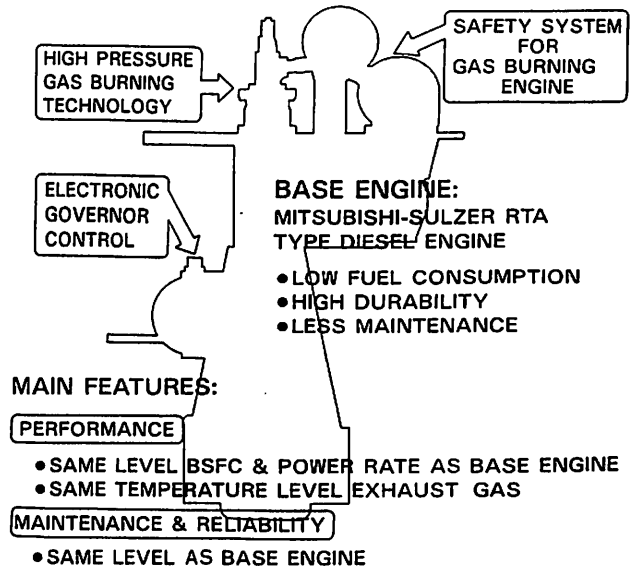 HIGH PRESSURE
GAS BURNING
TECHNOLOGY
SAFETY SYSTEM
FOR
GAS BURNING
ENGINE
ELECTRONIC
GOVERNOR
CONTROL
BASE ENGINE:
MITSUBISHI-SULZER RTA
TYPE DIESEL ENGINE
●LOW FUEL CONSUMPTION
●HIGH DURABILITY
●LESS MAINTENANCE
MAIN FEATURES:
PERFORMANCE
●SAME LEVEL BSFC & POWER RATE AS BASE ENGINE
●SAME TEMPERATURE LEVEL EXHAUST GAS
MAINTENANCE & RELIABILITY
●SAME LEVEL AS BASE ENGINE